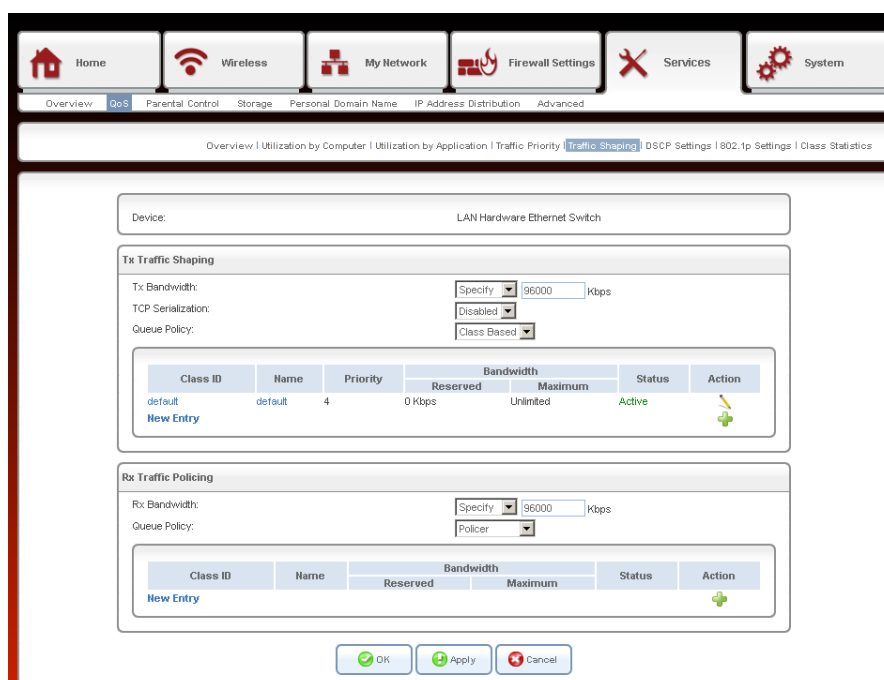 Home Wireless My Network Firewall Settings Services System
Overview QoS Parental Control Storage Personal Domain Name IP Address Distribution Advanced
Overview | Utilization by Computer | Utilization by Application | Traffic Priority | Traffic Shaping | DSCP Settings | 802.1p Settings | Class Statistics
Device: LAN Hardware Ethernet Switch
Tx Traffic Shaping
Tx Bandwidth: Specify 96000 Kbps
TCP Serialization: Disabled
Queue Policy: Class Based
Class ID Name Priority Bandwidth Status Action
Reserved Maximum
default default 4 0 Kbps Unlimited Active
New Entry
Rx Traffic Policing
Rx Bandwidth: Specify 96000 Kbps
Queue Policy: Policer
Class ID Name Bandwidth Status Action
Reserved Maximum
New Entry
OK Apply Cancel